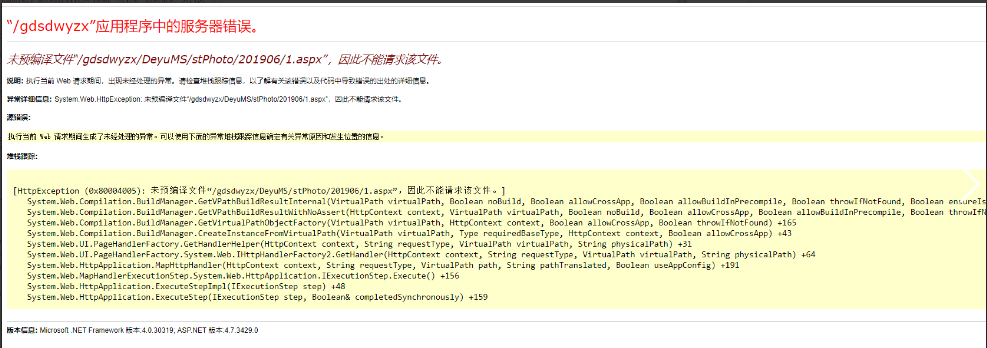 “/gdsdwyzx”应用程序中的服务器错误。
未预编译文件“/gdsdwyzx/DeyuMS/stPhoto/201906/1.aspx”，因此不能请求该文件。
说明: 执行当前 Web 请求期间，出现未经处理的异常。请检查堆栈跟踪信息，以了解有关该错误以及代码中导致错误的出处的详细信息。
异常详细信息: System.Web.HttpException: 未预编译文件“/gdsdwyzx/DeyuMS/stPhoto/201906/1.aspx”，因此不能请求该文件。
源错误:
执行当前 Web 请求期间生成了未经处理的异常。可以使用下面的异常堆栈跟踪信息确定有关异常原因和发生位置的信息。
堆栈跟踪:
[HttpException (0x80004005): 未预编译文件“/gdsdwyzx/DeyuMS/stPhoto/201906/1.aspx”，因此不能请求该文件。]
System.Web.Compilation.BuildManager.GetVPathBuildResultInternal(VirtualPath virtualPath, Boolean noBuild, Boolean allowCrossApp, Boolean allowBuildInPrecompile, Boolean throwIfNotFound, Boolean ensureIs
System.Web.Compilation.BuildManager.GetVPathBuildResultWithNoAssert(HttpContext context, VirtualPath virtualPath, Boolean noBuild, Boolean allowCrossApp, Boolean allowBuildInPrecompile, Boolean throwIfN
System.Web.Compilation.BuildManager.GetVirtualPathObjectFactory(VirtualPath virtualPath, HttpContext context, Boolean allowCrossApp, Boolean throwIfNotFound) +165
System.Web.Compilation.BuildManager.CreateInstanceFromVirtualPath(VirtualPath virtualPath, Type requiredBaseType, HttpContext context, Boolean allowCrossApp) +43
System.Web.UI.PageHandlerFactory.GetHandlerHelper(HttpContext context, String requestType, VirtualPath virtualPath, String physicalPath) +31
System.Web.UI.PageHandlerFactory.System.Web.IHttpHandlerFactory2.GetHandler(HttpContext context, String requestType, VirtualPath virtualPath, String physicalPath) +64
System.Web.HttpApplication.MapHttpHandler(HttpContext context, String requestType, VirtualPath path, String pathTranslated, Boolean useAppConfig) +191
System.Web.MapHandlerExecutionStep.System.Web.HttpApplication.IExecutionStep.Execute() +156
System.Web.HttpApplication.ExecuteStepImpl(IExecutionStep step) +48
System.Web.HttpApplication.ExecuteStep(IExecutionStep step, Boolean& completedSynchronously) +159
版本信息: Microsoft .NET Framework 版本:4.0.30319; ASP.NET 版本:4.7.3429.0